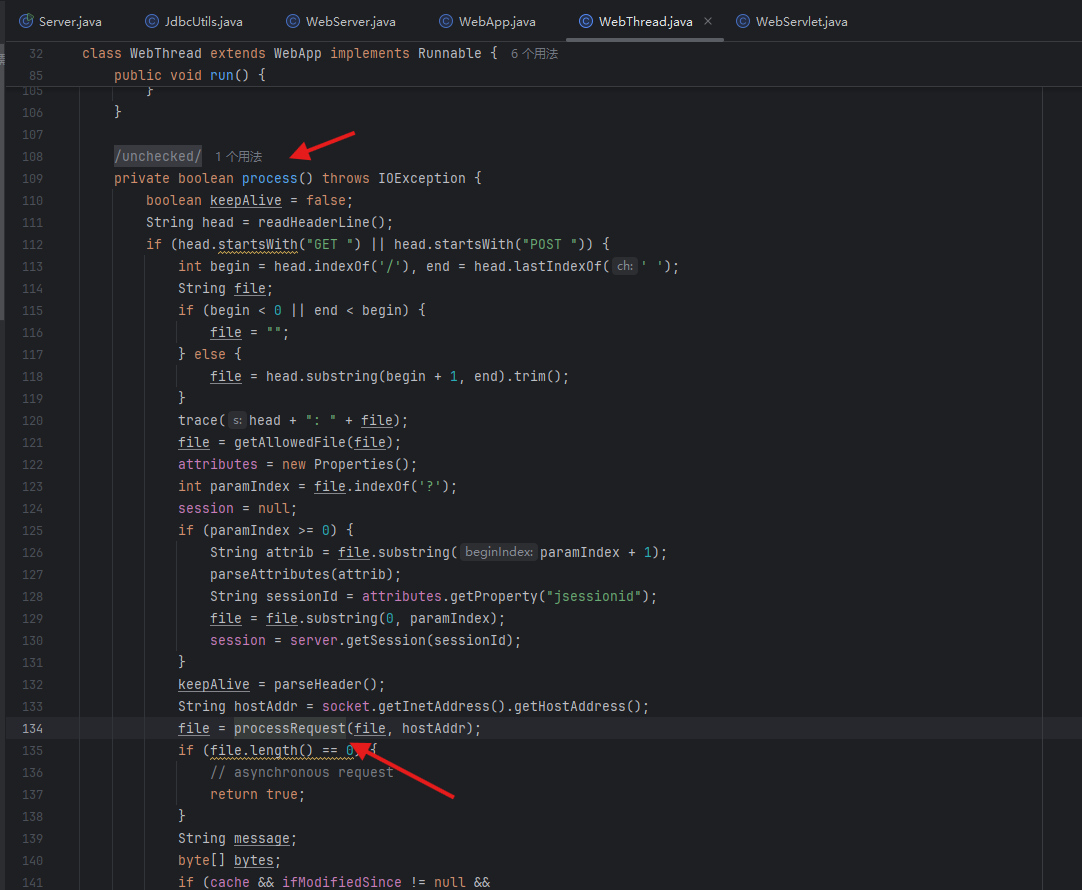 Server.java JdbcUtils.java WebServer.java WebApp.java WebThread.java × WebServlet.java
32 class WebThread extends WebApp implements Runnable { 6 个用法
85 public void run() {
105 }
106 }
107
108 /unchecked/ 1 个用法
109 private boolean process() throws IOException {
110 boolean keepAlive = false;
111 String head = readHeaderLine();
112 if (head.startsWith("GET ") || head.startsWith("POST ")) {
113 int begin = head.indexOf('/'), end = head.lastIndexOf( ch: ' ');
114 String file;
115 if (begin < 0 || end < begin) {
116 file = "";
117 } else {
118 file = head.substring(begin + 1, end).trim();
119 }
120 trace( s: head + ": " + file);
121 file = getAllowedFile(file);
122 attributes = new Properties();
123 int paramIndex = file.indexOf('?');
124 session = null;
125 if (paramIndex >= 0) {
126 String attrib = file.substring( beginIndex: paramIndex + 1);
127 parseAttributes(attrib);
128 String sessionId = attributes.getProperty("jsessionid");
129 file = file.substring(0, paramIndex);
130 session = server.getSession(sessionId);
131 }
132 keepAlive = parseHeader();
133 String hostAddr = socket.getInetAddress().getHostAddress();
134 file = processRequest(file, hostAddr);
135 if (file.length() == 0) {
136 // asynchronous request
137 return true;
138 }
139 String message;
140 byte[] bytes;
141 if (cache && ifModifiedSince != null &&